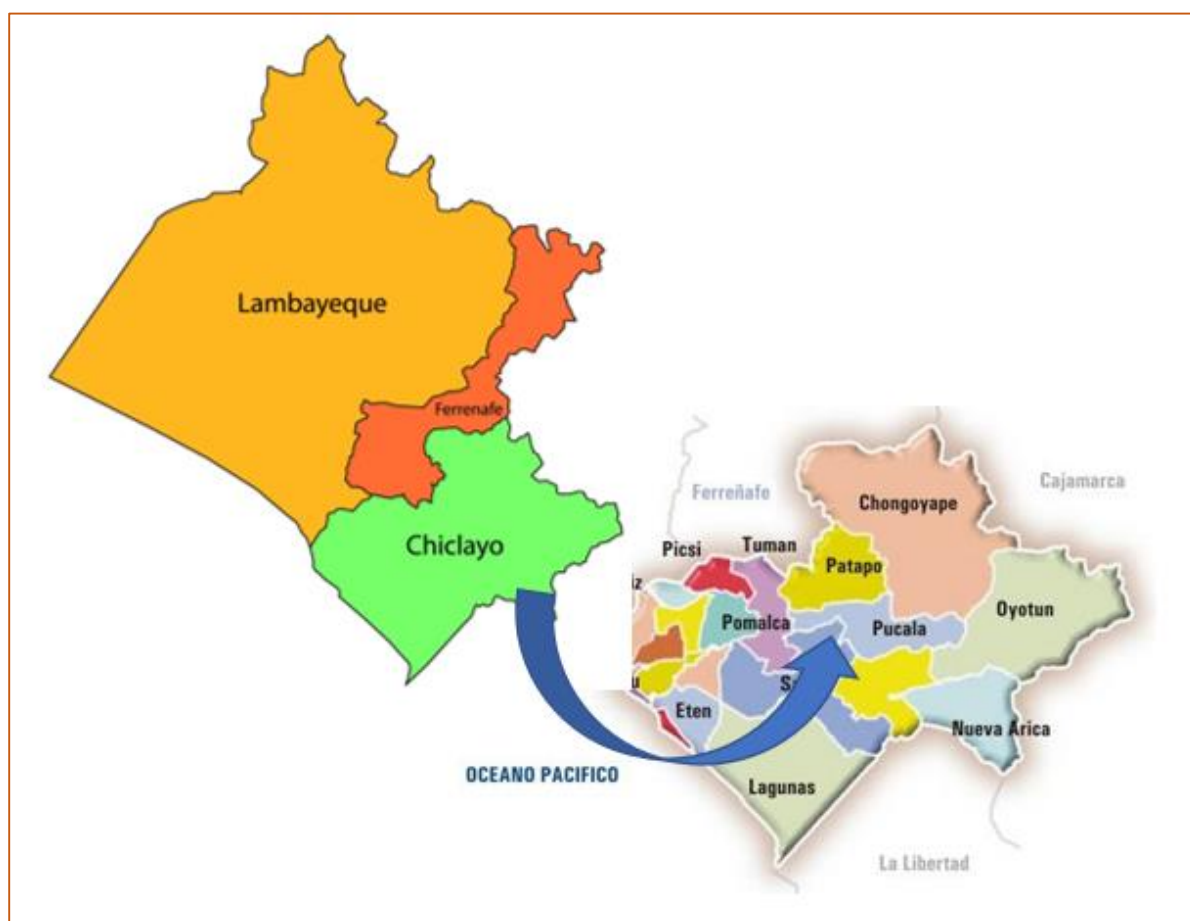 Lambayeque
Ferrenafe
Chiclayo
Ferreñafe
Cajamarca
Chongoyape
Picsi
Tuman
Patapo
Oyotun
Pomalca
Pucala
Eten
Nueva Arica
OCEANO PACIFICO
Lagunas
La Libertad